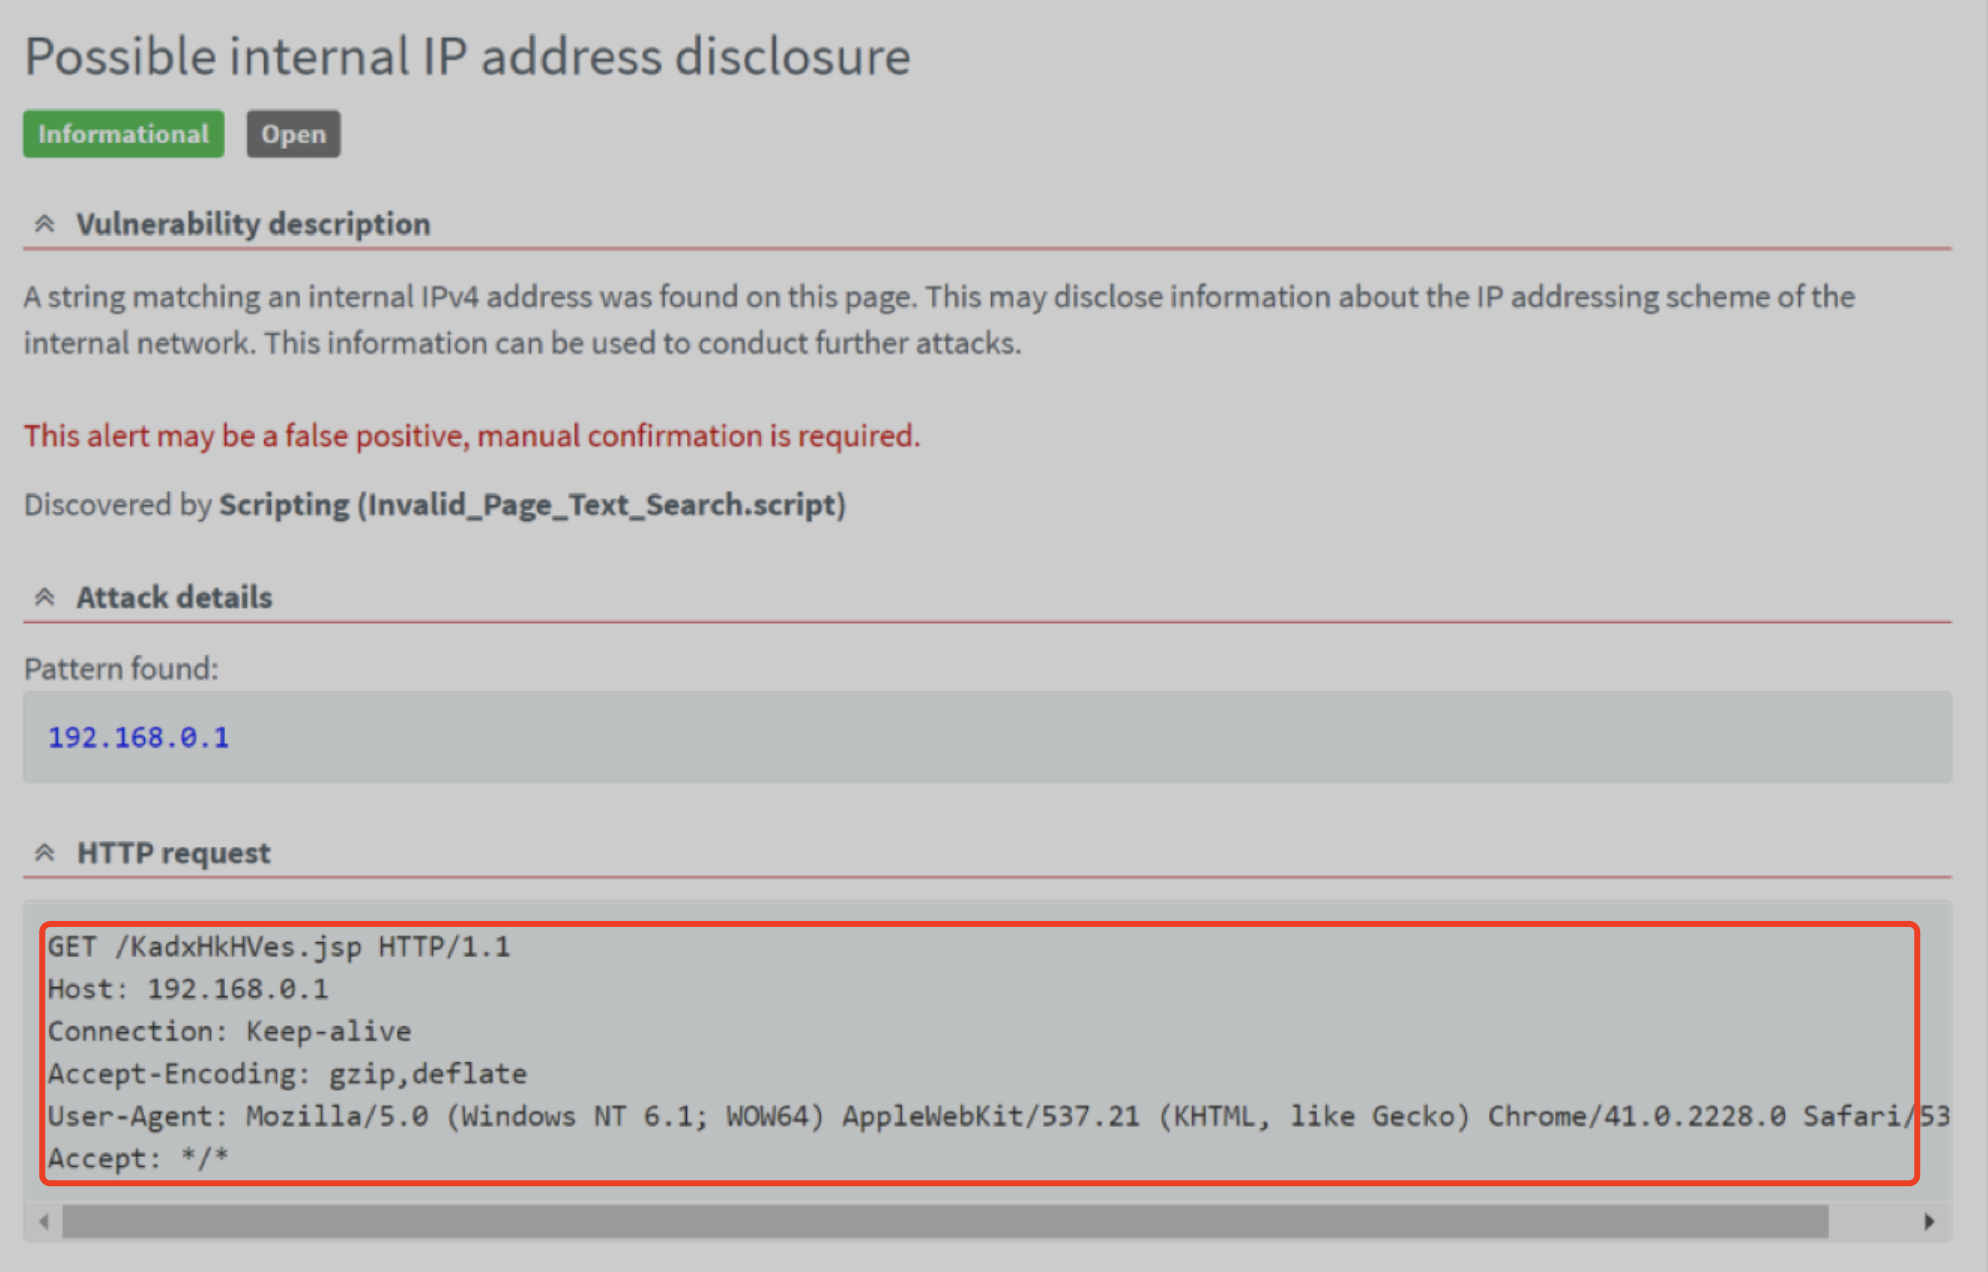 Possible internal IP address disclosure
Informational Open
Vulnerability description
A string matching an internal IPv4 address was found on this page. This may disclose information about the IP addressing scheme of the
internal network. This information can be used to conduct further attacks.
This alert may be a false positive, manual confirmation is required.
Discovered by Scripting (Invalid_Page_Text_Search.script)
Attack details
Pattern found:
192.168.0.1
HTTP request
GET /KadxHkHVes.jsp HTTP/1.1
Host: 192.168.0.1
Connection: Keep-alive
Accept-Encoding: gzip,deflate
User-Agent: Mozilla/5.0 (Windows NT 6.1; WOW64) AppleWebKit/537.21 (KHTML, like Gecko) Chrome/41.0.2228.0 Safari/53
Accept: */*